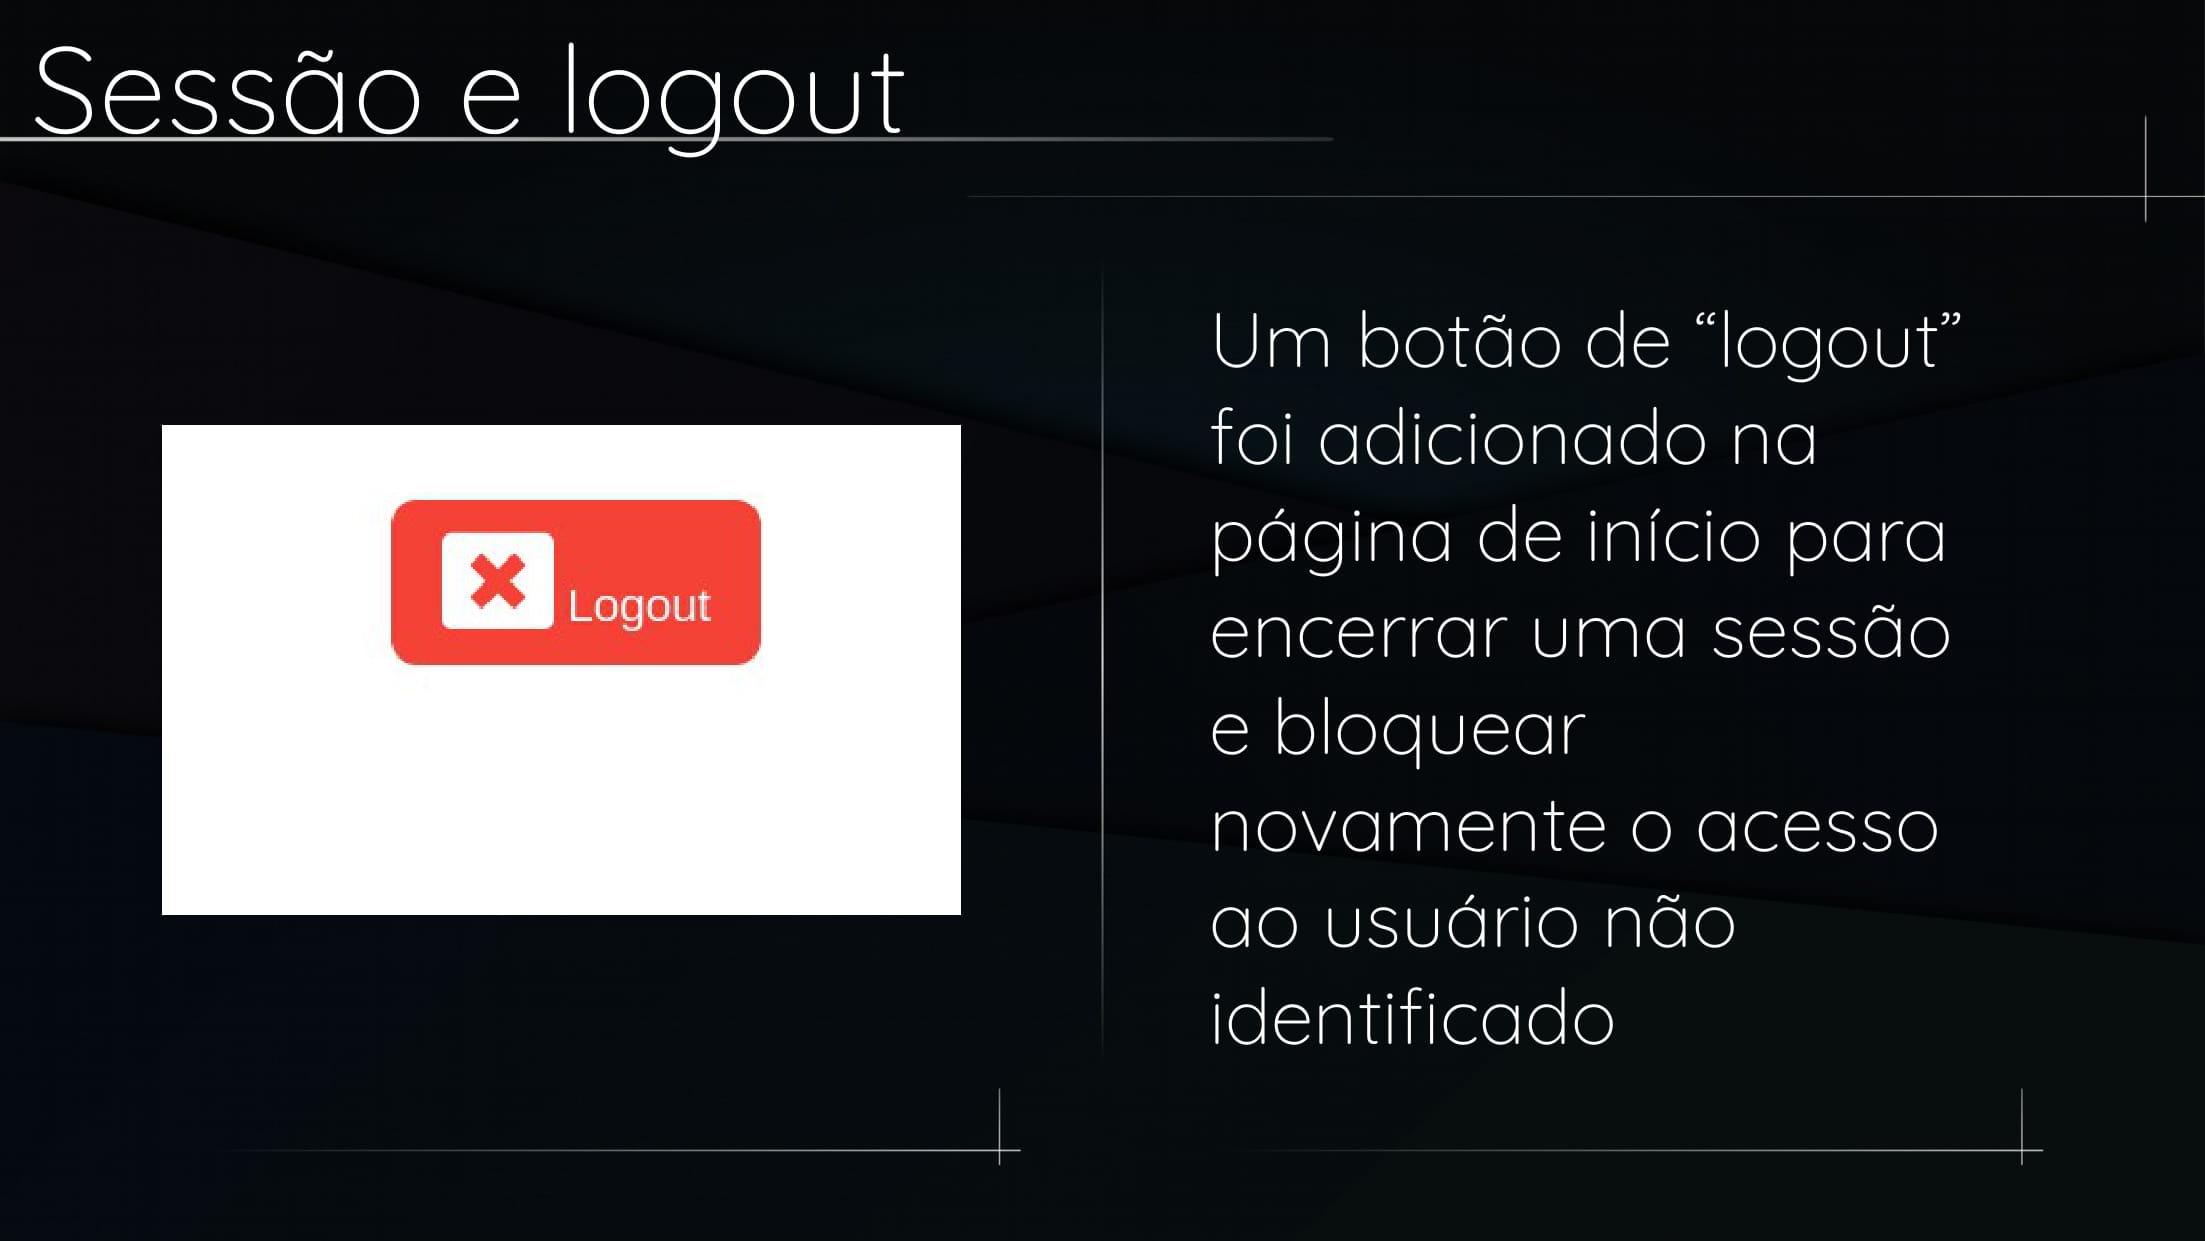 Sessão e logout
Logout
Um botão de “logout”
foi adicionado na
página de início para
encerrar uma sessão
e bloquear
novamente o acesso
ao usuário não
identificado